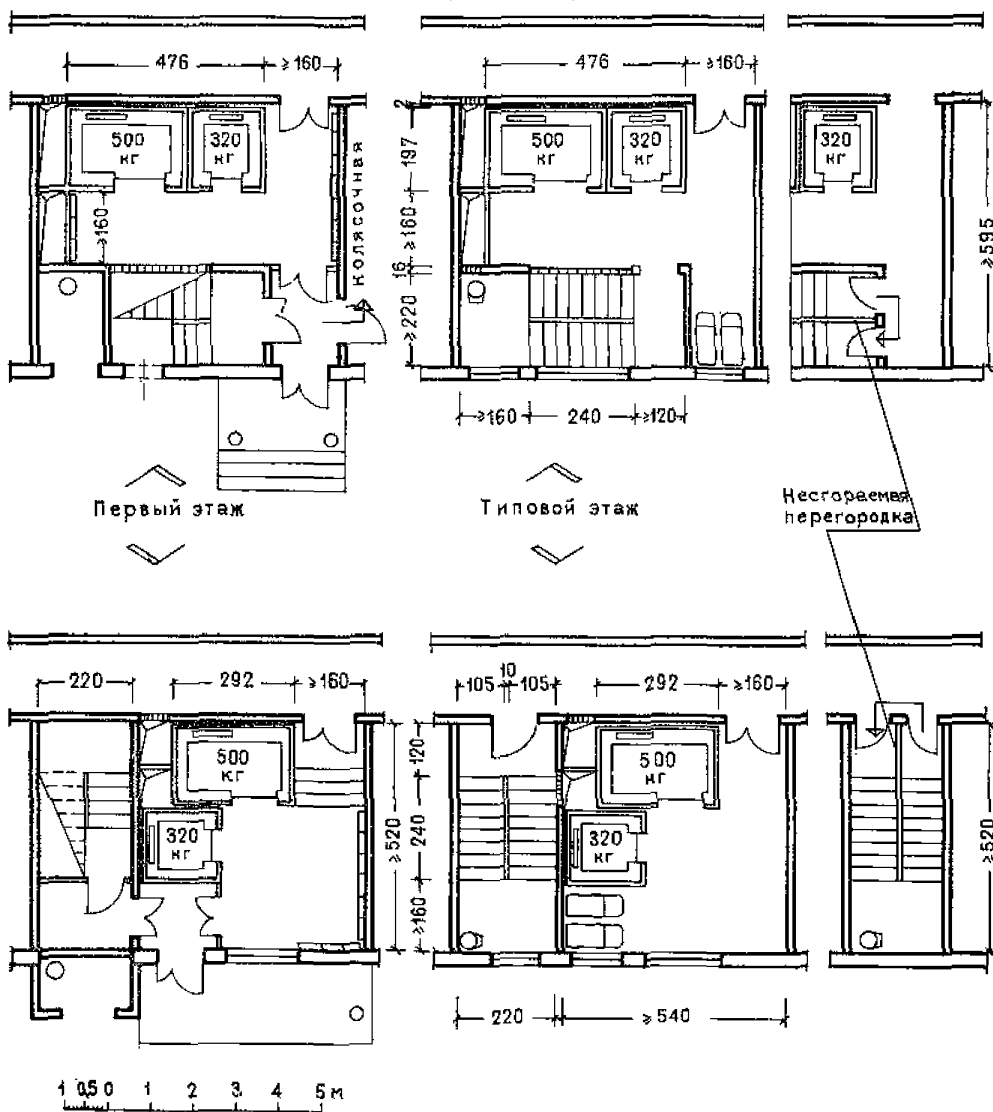 476
≥160
476
≥160
500
кг
320
кг
колясочная
≥160
2
197
≥160
16
≥220
500
кг
320
кг
320
кг
≥595
≥160
240
≥120
Первый этаж
Типовой этаж
Несгораемая
перегородка
220
292
≥160
105
10
105
292
≥160
500
кг
320
кг
≥520
120
240
≥160
500
кг
320
кг
≥520
220
≥540
1 0,5 0 1 2 3 4 5 м